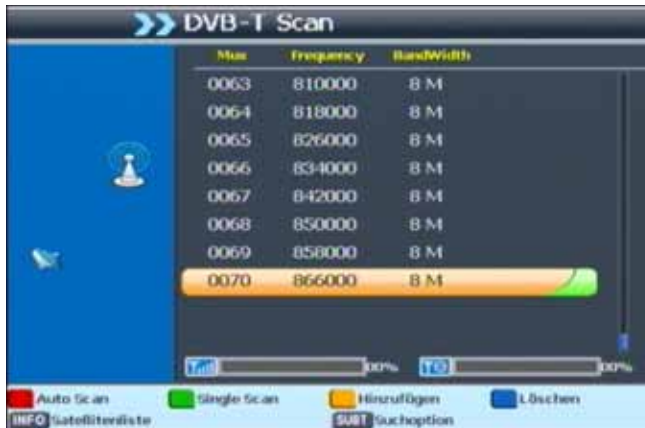 DVB-T Scan
Mux Frequency BandWidth
0063 810000 8 M
0064 818000 8 M
0065 826000 8 M
0066 834000 8 M
0067 842000 8 M
0068 850000 8 M
0069 858000 8 M
0070 866000 8 M
00% 00%
Auto Scan Single Scan Hinzufügen Löschen
INFO Satellitenliste SUBT Suchoption